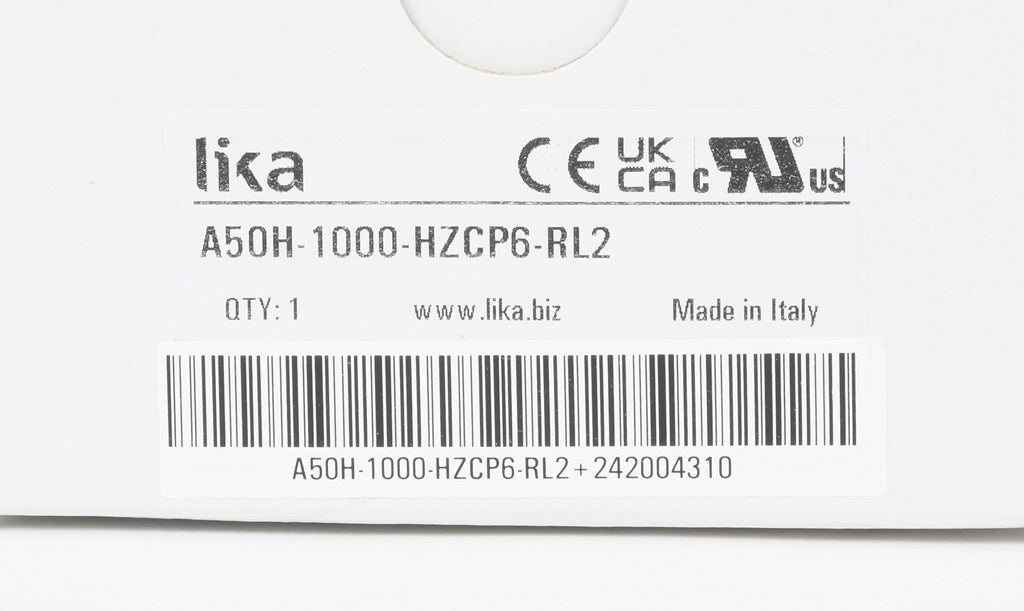 lika CE UK CA c RU ® US
A50H-1000-HZCP6-RL2
QTY: 1 www.lika.biz Made in Italy
A50H-1000-HZCP6-RL2+242004310